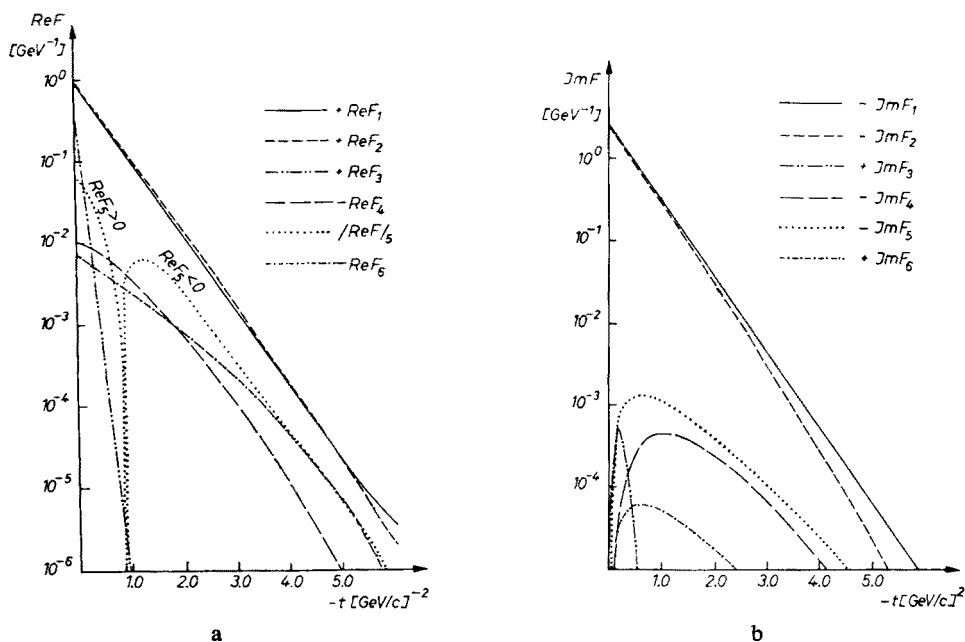 ReF
[GeV⁻¹]
10⁰
10⁻¹
10⁻²
10⁻³
10⁻⁴
10⁻⁵
10⁻⁶
1.0 2.0 3.0 4.0 5.0
-t [GeV/c]⁻²
+ ReF₁
+ ReF₂
+ ReF₃
- ReF₄
/ReF/₅
- ReF₆
ReF₅>0
ReF₅<0
a
JmF
[GeV⁻¹]
10⁰
10⁻¹
10⁻²
10⁻³
10⁻⁴
1.0 2.0 3.0 4.0 5.0
-t[GeV/c]²
- JmF₁
- JmF₂
+ JmF₃
- JmF₄
- JmF₅
+ JmF₆
b